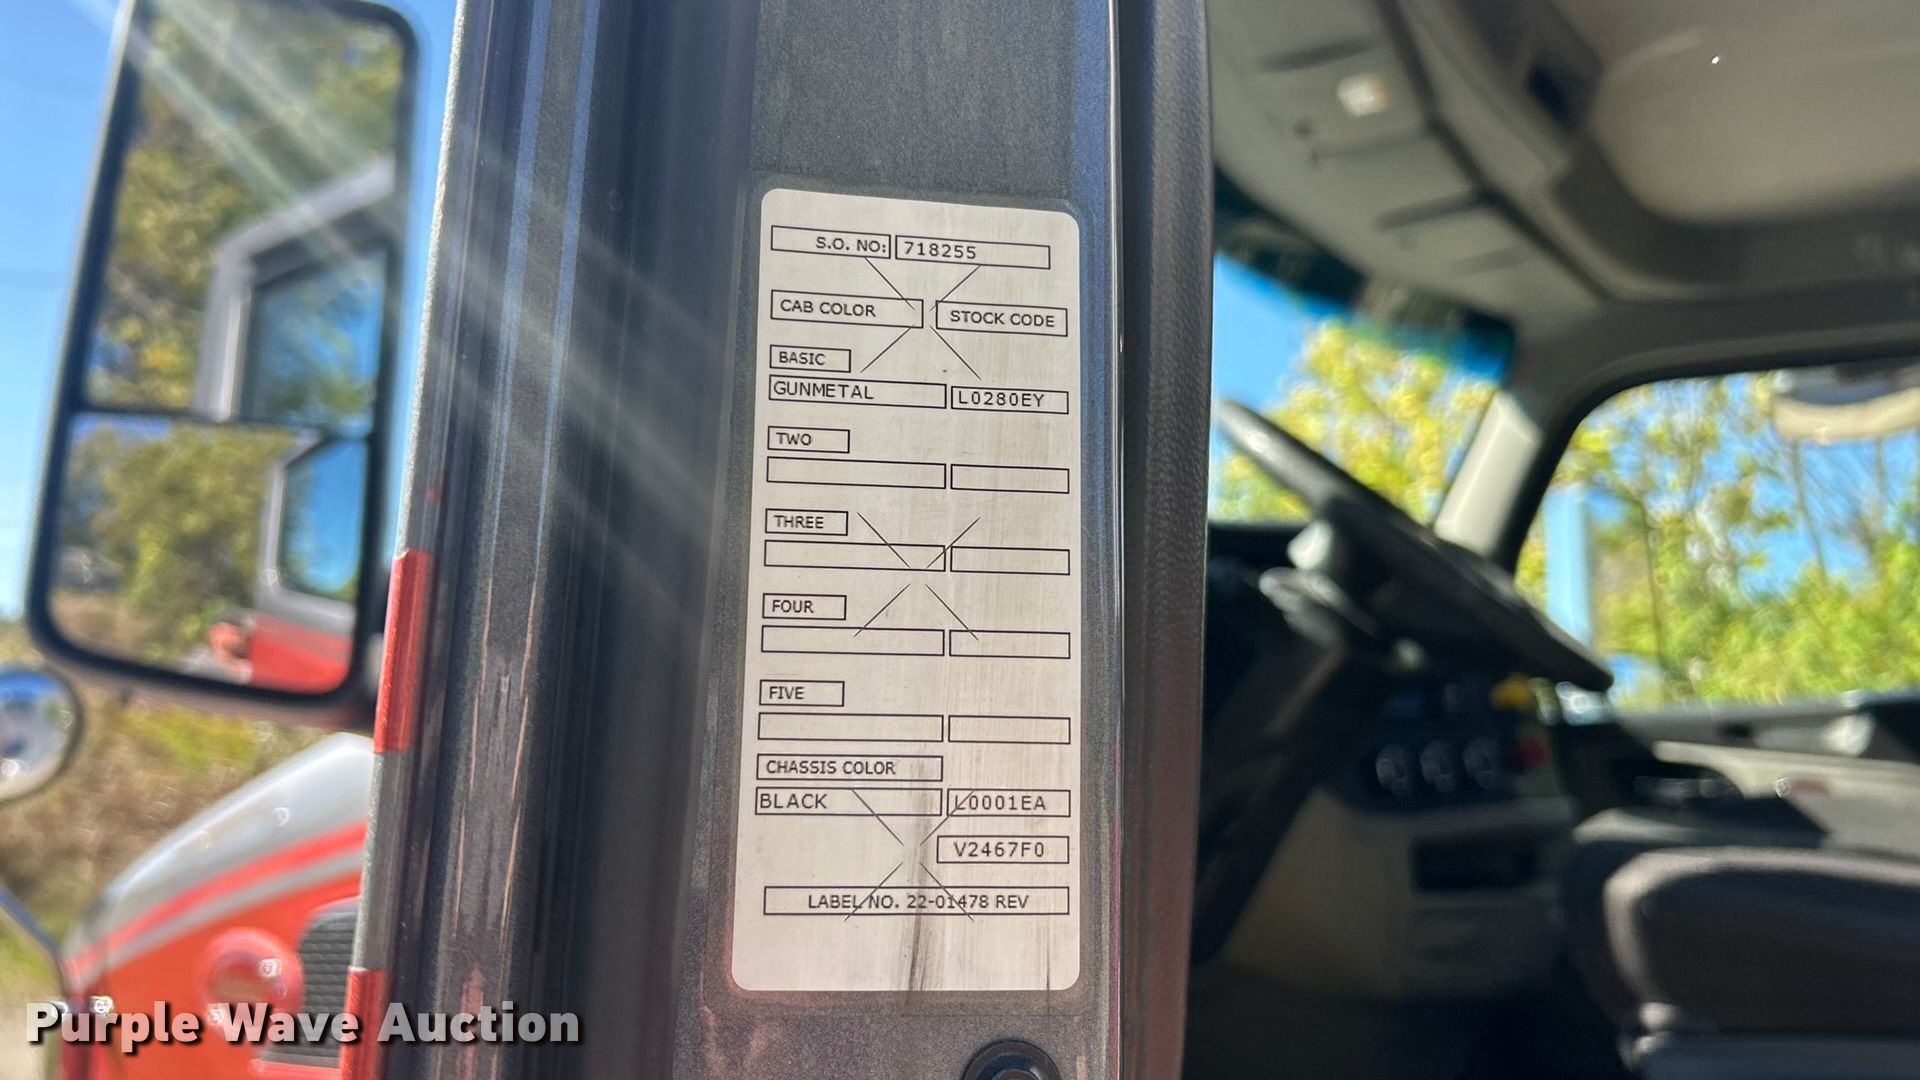 S.O. NO: 718255
CAB COLOR STOCK CODE
BASIC
GUNMETAL L0280EY
TWO
THREE
FOUR
FIVE
CHASSIS COLOR
BLACK L0001EA
V2467F0
LABEL NO. 22-01478 REV
Purple Wave Auction